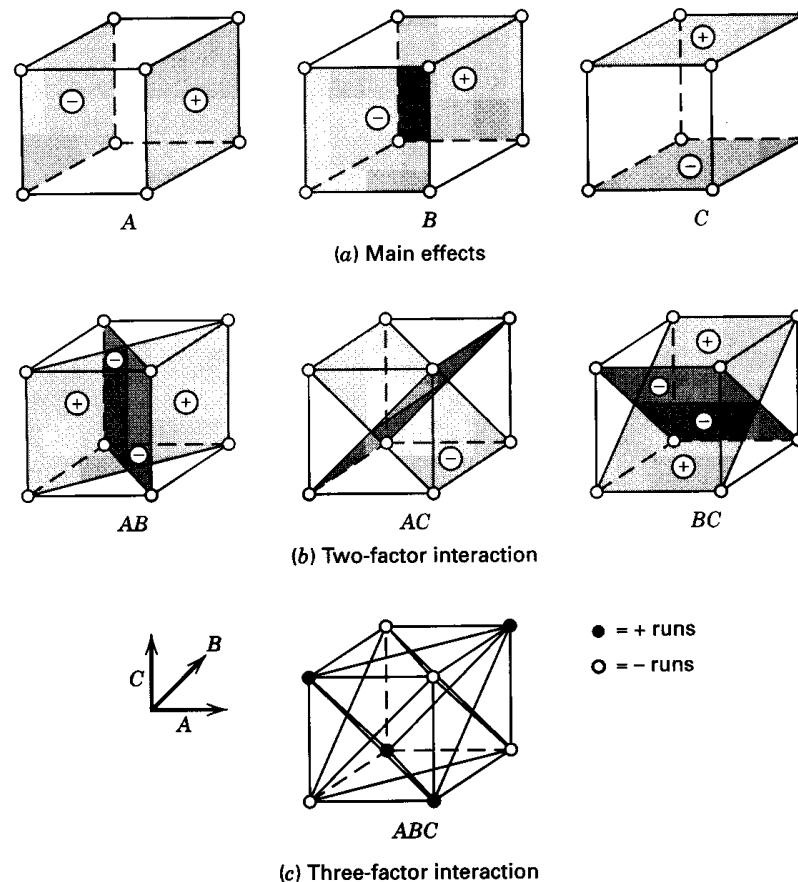 − + − + + −
A B C
(a) Main effects
+ − − + − − − + +
AB AC BC
(b) Two-factor interaction
C B A
● = + runs
○ = − runs
ABC
(c) Three-factor interaction